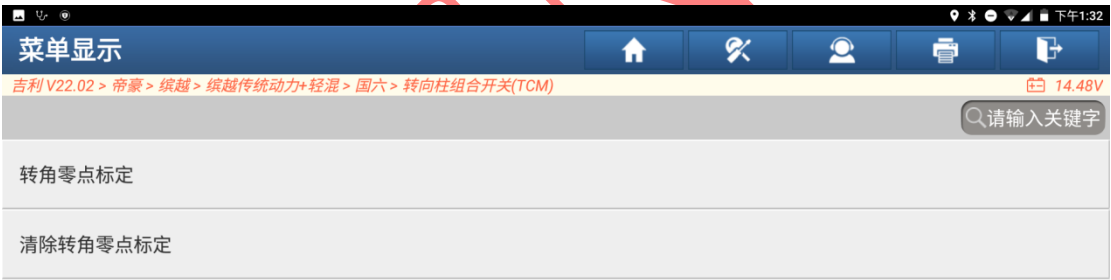 下午1:32
菜单显示
吉利 V22.02 > 帝豪 > 缤越 > 缤越传统动力+轻混 > 国六 > 转向柱组合开关(TCM) 14.48V
请输入关键字
转角零点标定
清除转角零点标定